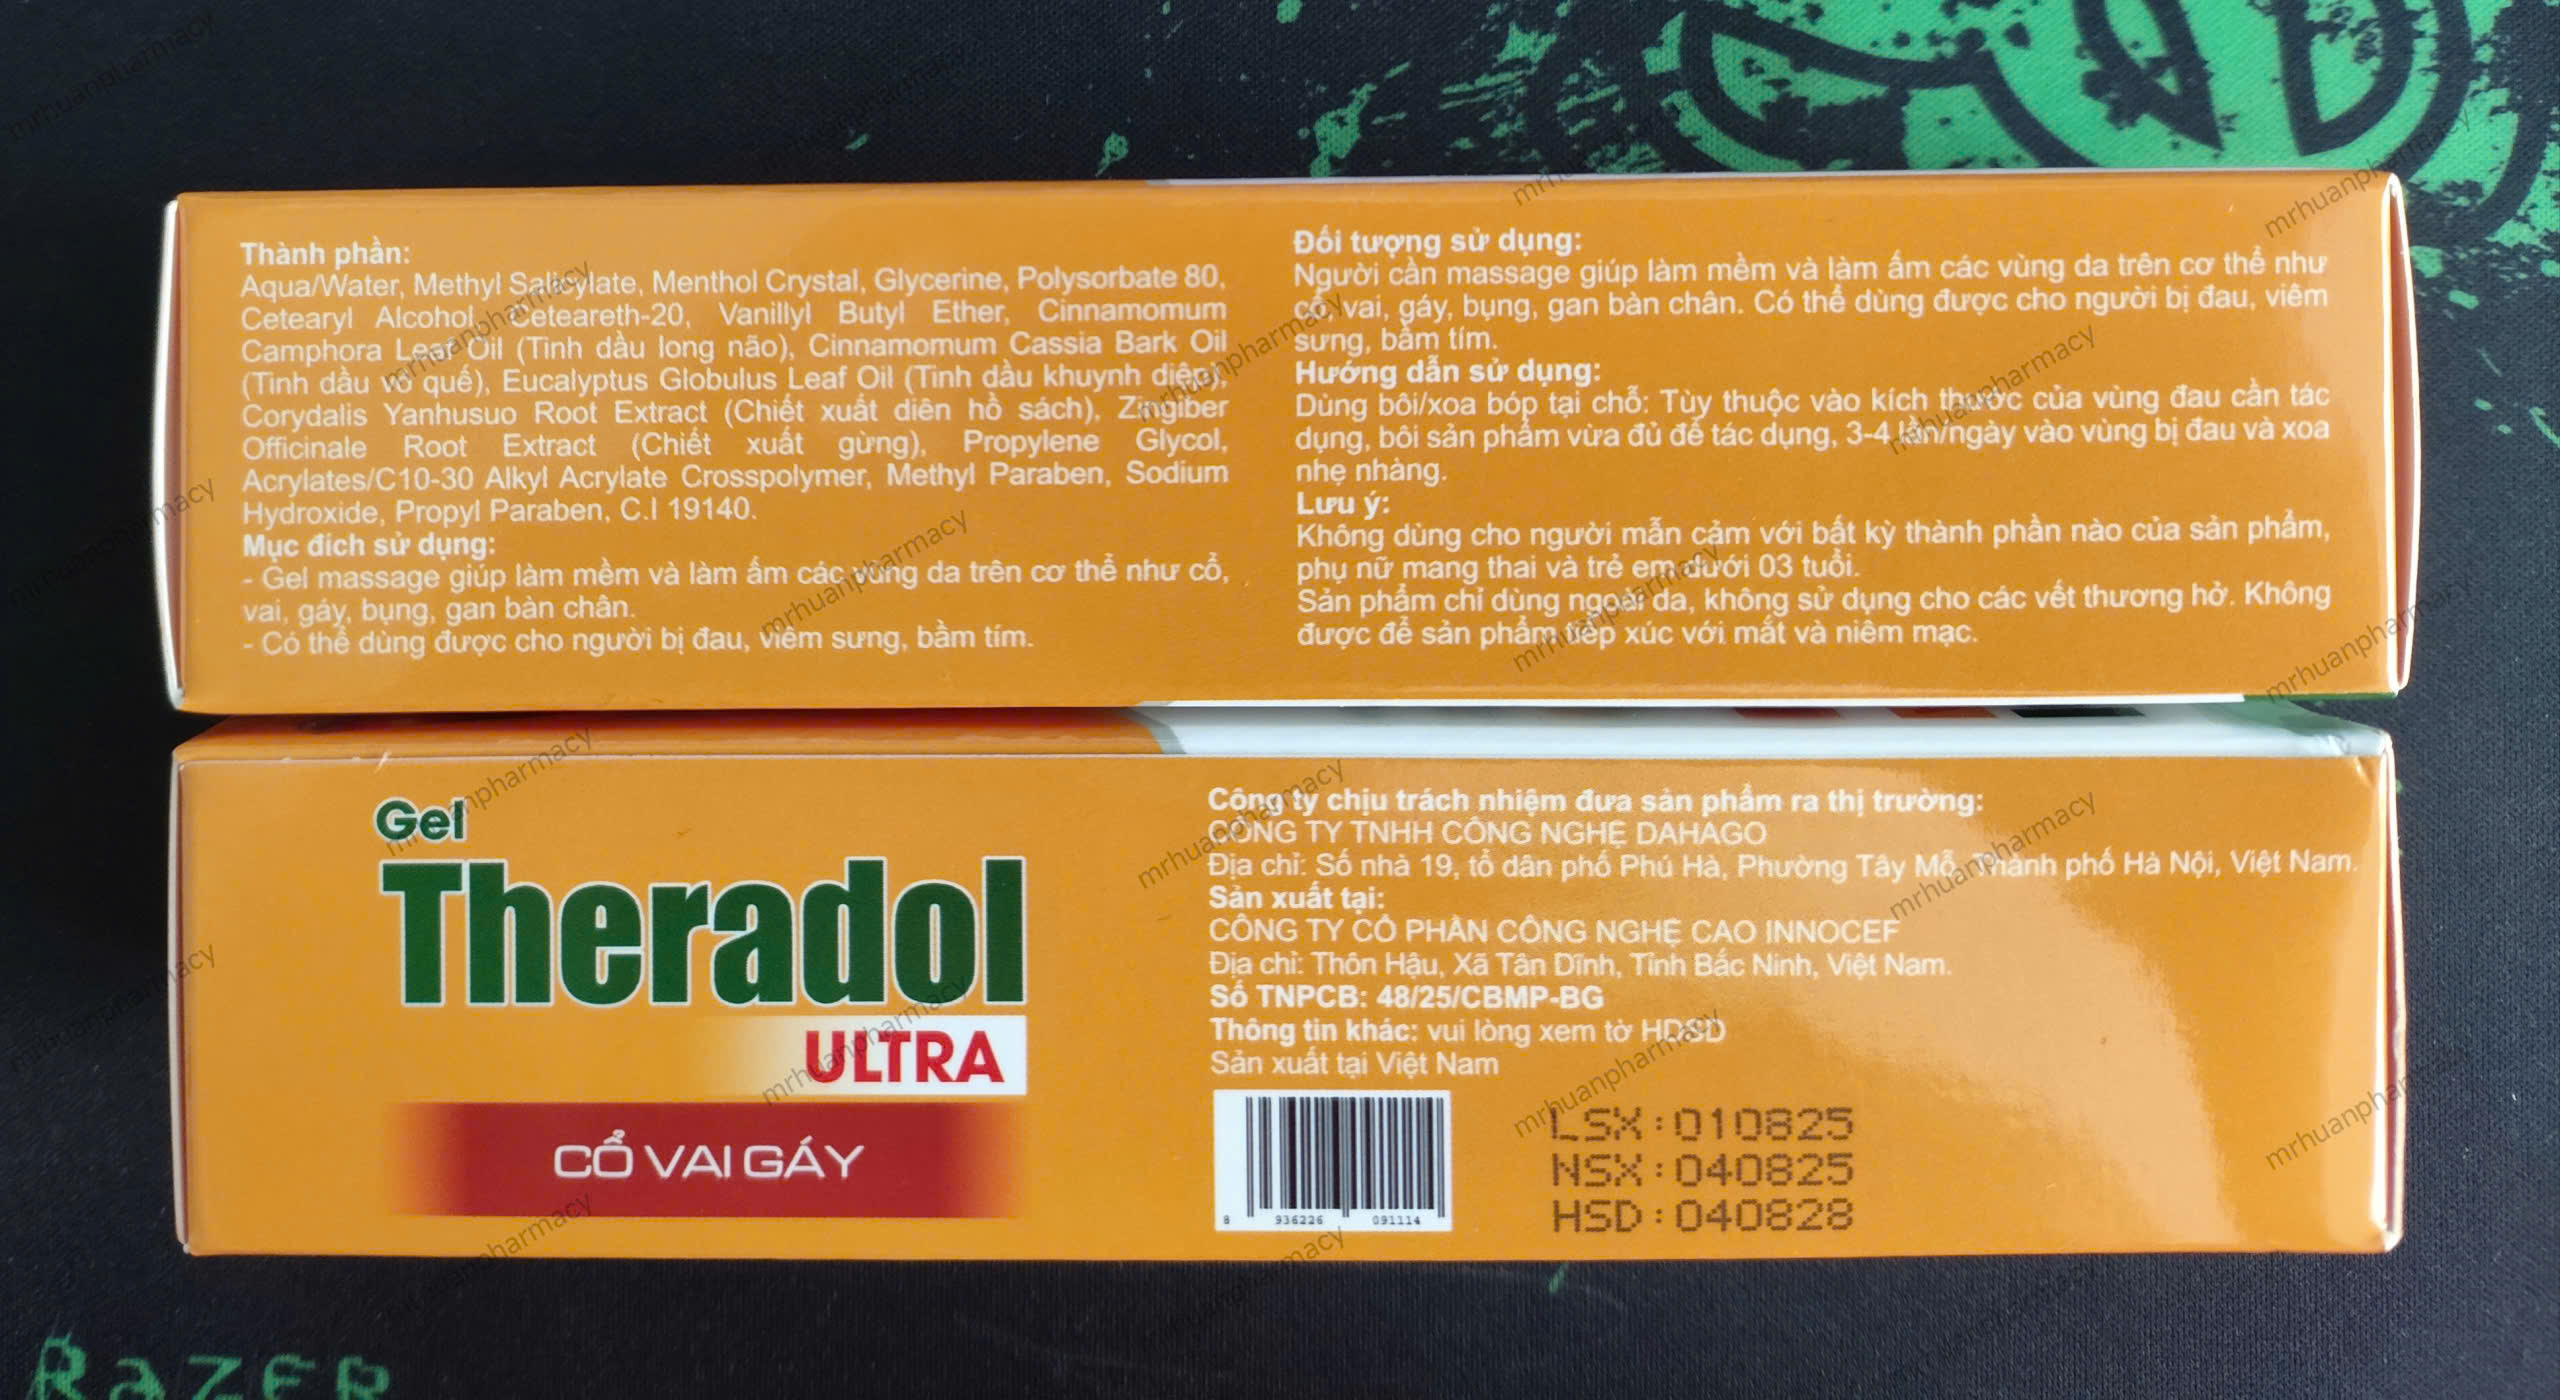 Thành phần:
Aqua/Water, Methyl Salicylate, Menthol Crystal, Glycerine, Polysorbate 80,
Cetearyl Alcohol, Ceteareth-20, Vanillyl Butyl Ether, Cinnamomum
Camphora Leaf Oil (Tinh dầu long não), Cinnamomum Cassia Bark Oil
(Tinh dầu vỏ quế), Eucalyptus Globulus Leaf Oil (Tinh dầu khuynh diệp),
Corydalis Yanhusuo Root Extract (Chiết xuất diên hồ sách), Zingiber
Officinale Root Extract (Chiết xuất gừng), Propylene Glycol,
Acrylates/C10-30 Alkyl Acrylate Crosspolymer, Methyl Paraben, Sodium
Hydroxide, Propyl Paraben, C.I 19140.
Mục đích sử dụng:
- Gel massage giúp làm mềm và làm ấm các vùng da trên cơ thể như cổ,
vai, gáy, bụng, gan bàn chân.
- Có thể dùng được cho người bị đau, viêm sưng, bầm tím.
Đối tượng sử dụng:
Người cần massage giúp làm mềm và làm ấm các vùng da trên cơ thể như
cổ, vai, gáy, bụng, gan bàn chân. Có thể dùng được cho người bị đau, viêm
sưng, bầm tím.
Hướng dẫn sử dụng:
Dùng bôi/xoa bóp tại chỗ: Tùy thuộc vào kích thước của vùng đau cần tác
dụng, bôi sản phẩm vừa đủ để tác dụng, 3-4 lần/ngày vào vùng bị đau và xoa
nhẹ nhàng.
Lưu ý:
Không dùng cho người mẫn cảm với bất kỳ thành phần nào của sản phẩm,
phụ nữ mang thai và trẻ em dưới 03 tuổi.
Sản phẩm chỉ dùng ngoài da, không sử dụng cho các vết thương hở. Không
được để sản phẩm tiếp xúc với mắt và niêm mạc.
Gel
Theradol
ULTRA
CỔ VAI GÁY
Công ty chịu trách nhiệm đưa sản phẩm ra thị trường:
CÔNG TY TNHH CÔNG NGHỆ DAHAGO
Địa chỉ: Số nhà 19, tổ dân phố Phú Hà, Phường Tây Mỗ, Thành phố Hà Nội, Việt Nam.
Sản xuất tại:
CÔNG TY CỔ PHẦN CÔNG NGHỆ CAO INNOCEF
Địa chỉ: Thôn Hậu, Xã Tân Dĩnh, Tỉnh Bắc Ninh, Việt Nam.
Số TNPCB: 48/25/CBMP-BG
Thông tin khác: vui lòng xem tờ HDSD
Sản xuất tại Việt Nam
8 936226 091114
LSX: 010825
NSX: 040825
HSD: 040828
RAZER
mrhuanpharmacy